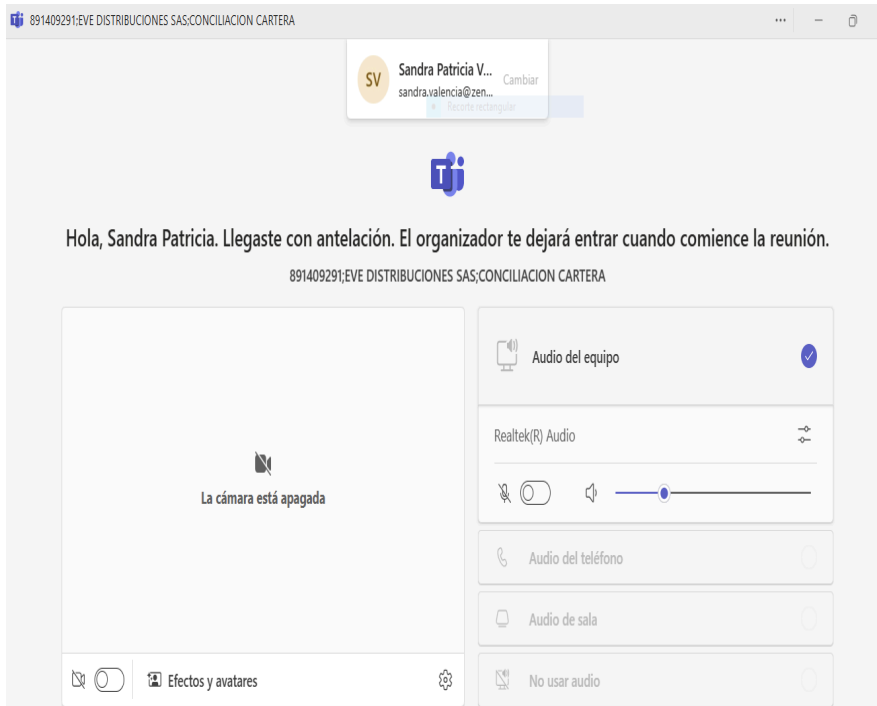 891409291;EVE DISTRIBUCIONES SAS;CONCILIACION CARTERA
SV
Sandra Patricia V...
Cambiar
sandra.valencia@zen...
Recorte rectangular
Hola, Sandra Patricia. Llegaste con antelación. El organizador te dejará entrar cuando comience la reunión.
891409291;EVE DISTRIBUCIONES SAS;CONCILIACION CARTERA
La cámara está apagada
Efectos y avatares
Audio del equipo
Realtek(R) Audio
Audio del teléfono
Audio de sala
No usar audio